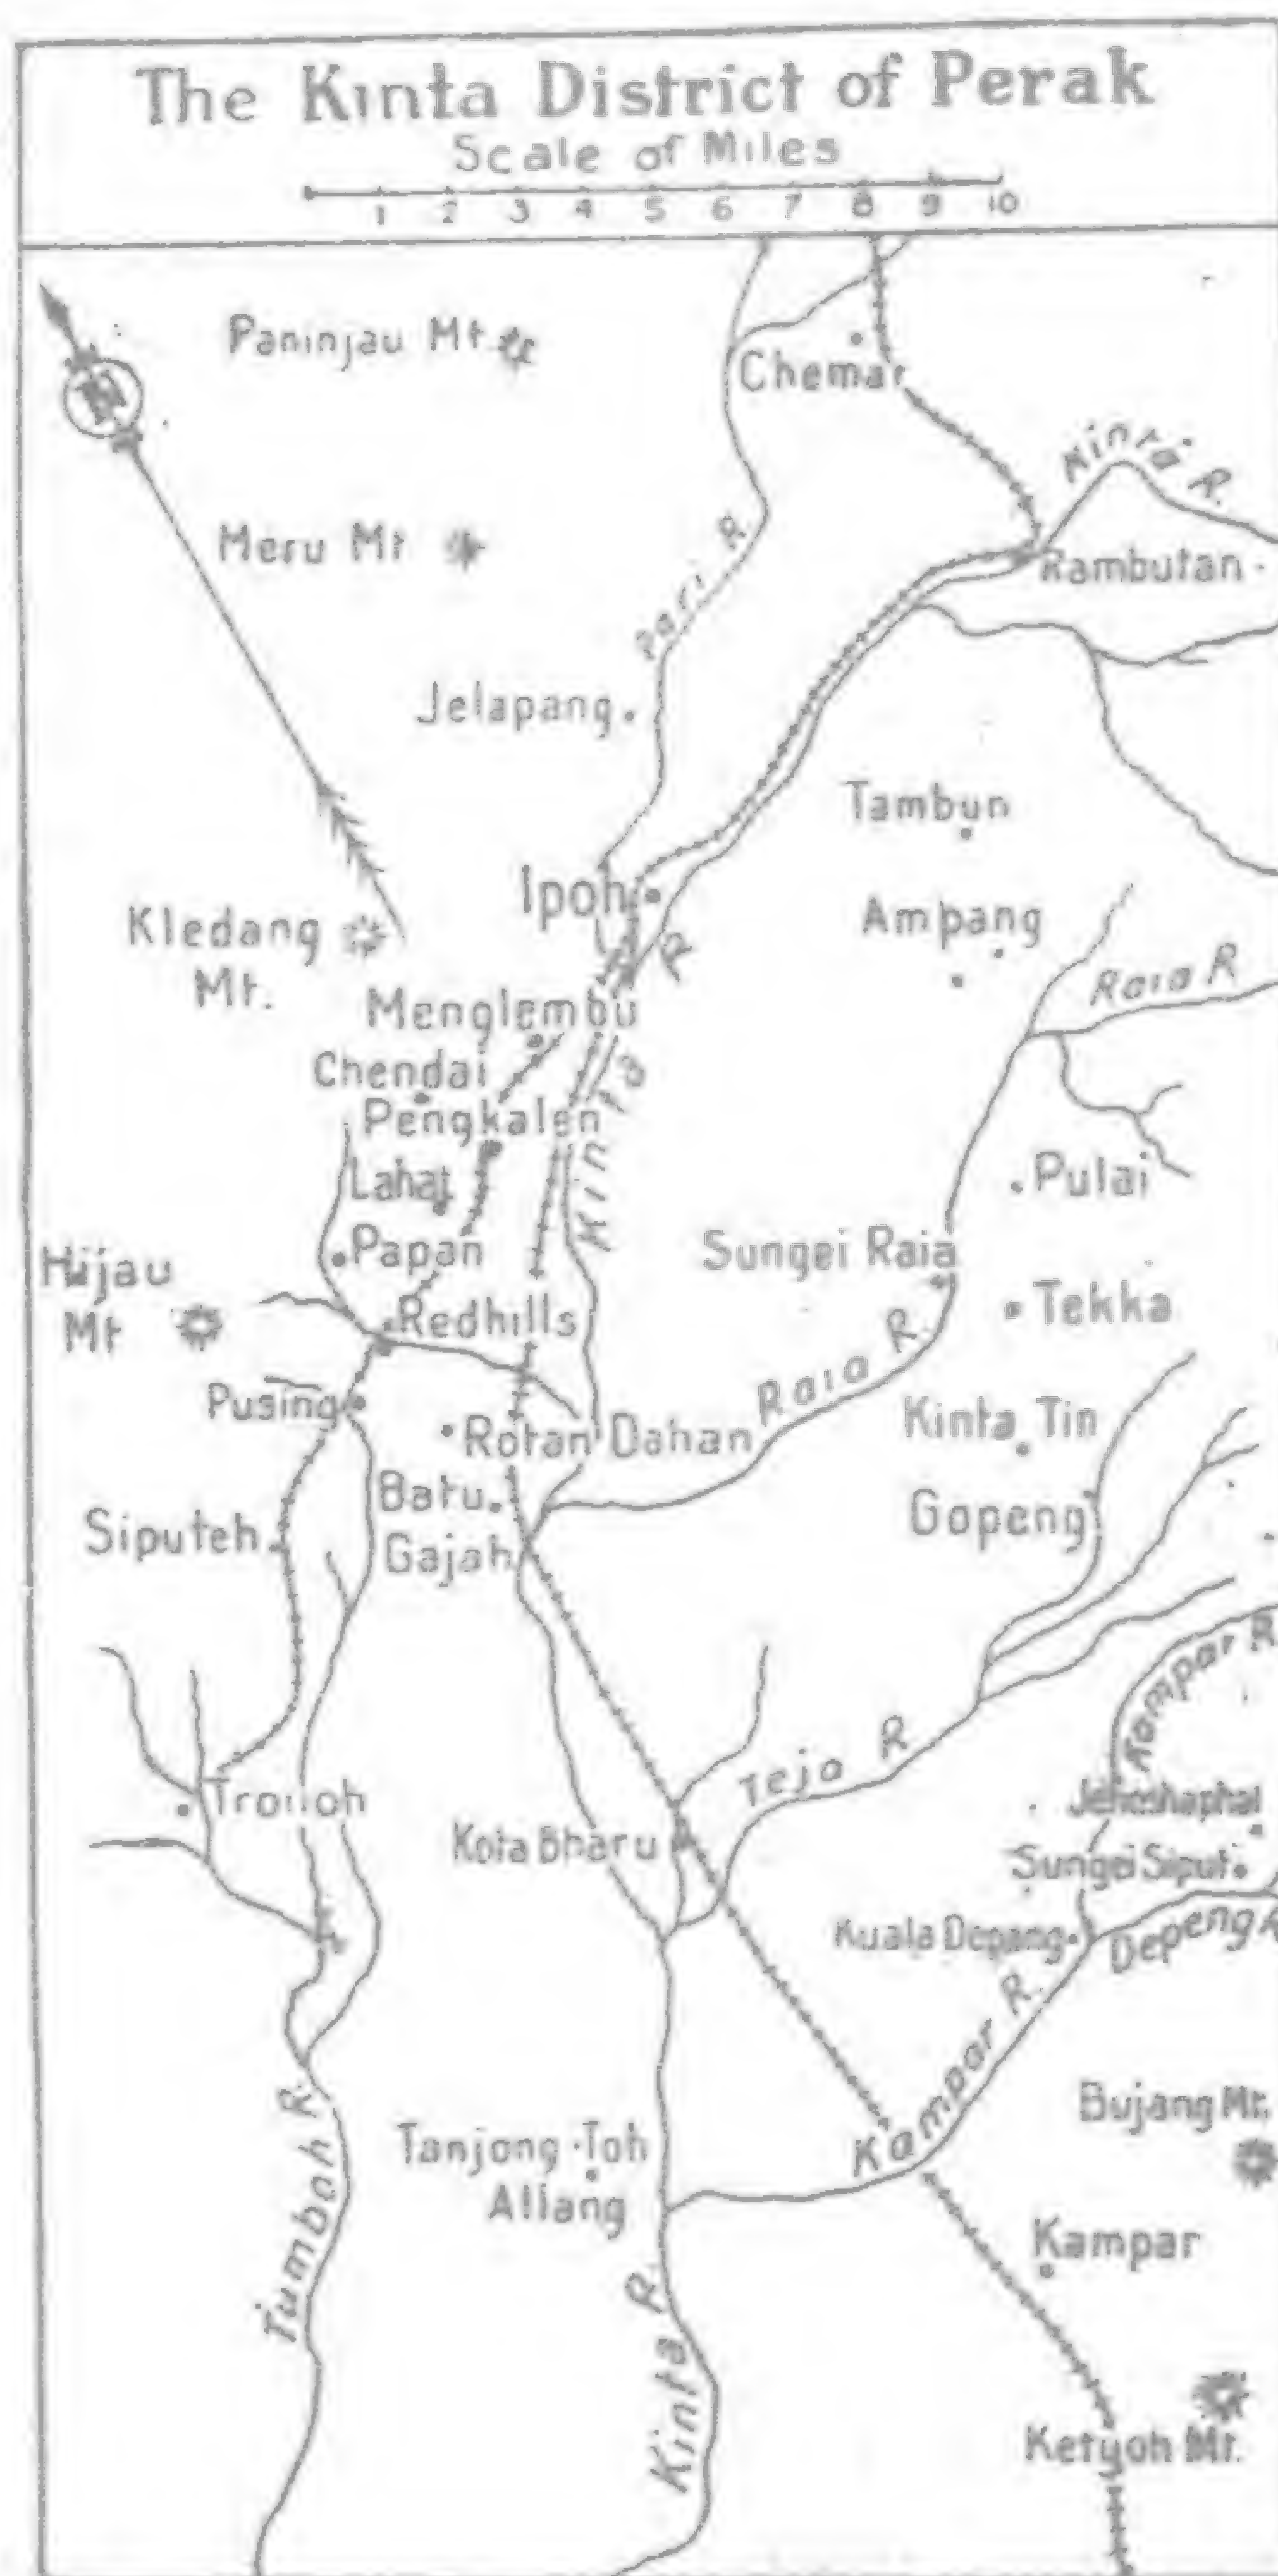 The Kinta District of Perak
Scale of Miles
1 2 3 4 5 6 7 8 9 10
Paninjau Mt.
Chemar
N
Kinta R.
Meru Mt
Rambutan
Pari R
Jelapang
Tambun
Ipoh
Ampang
Kledang
Mt.
Raia R
Menglembu
Chendai
Pengkalen
Kinta R
Lahat
Pulai
Papan
Sungei Raia
Hijau
Mt
Tekka
Redhills
Raia R.
Pusing
Kinta Tin
Rotan Dahan
Batu
Gajah
Gopeng
Siputeh
Kampar R
Teja R
Tronoh
Jehoshaphat
Kota Bharu
Sungei Siput
Kuala Depang
Depeng R
Kampar R.
Tumboh R.
Bujang Mt.
Tanjong Toh
Allang
Kampar
Kinta R.
Ketyoh Mt.